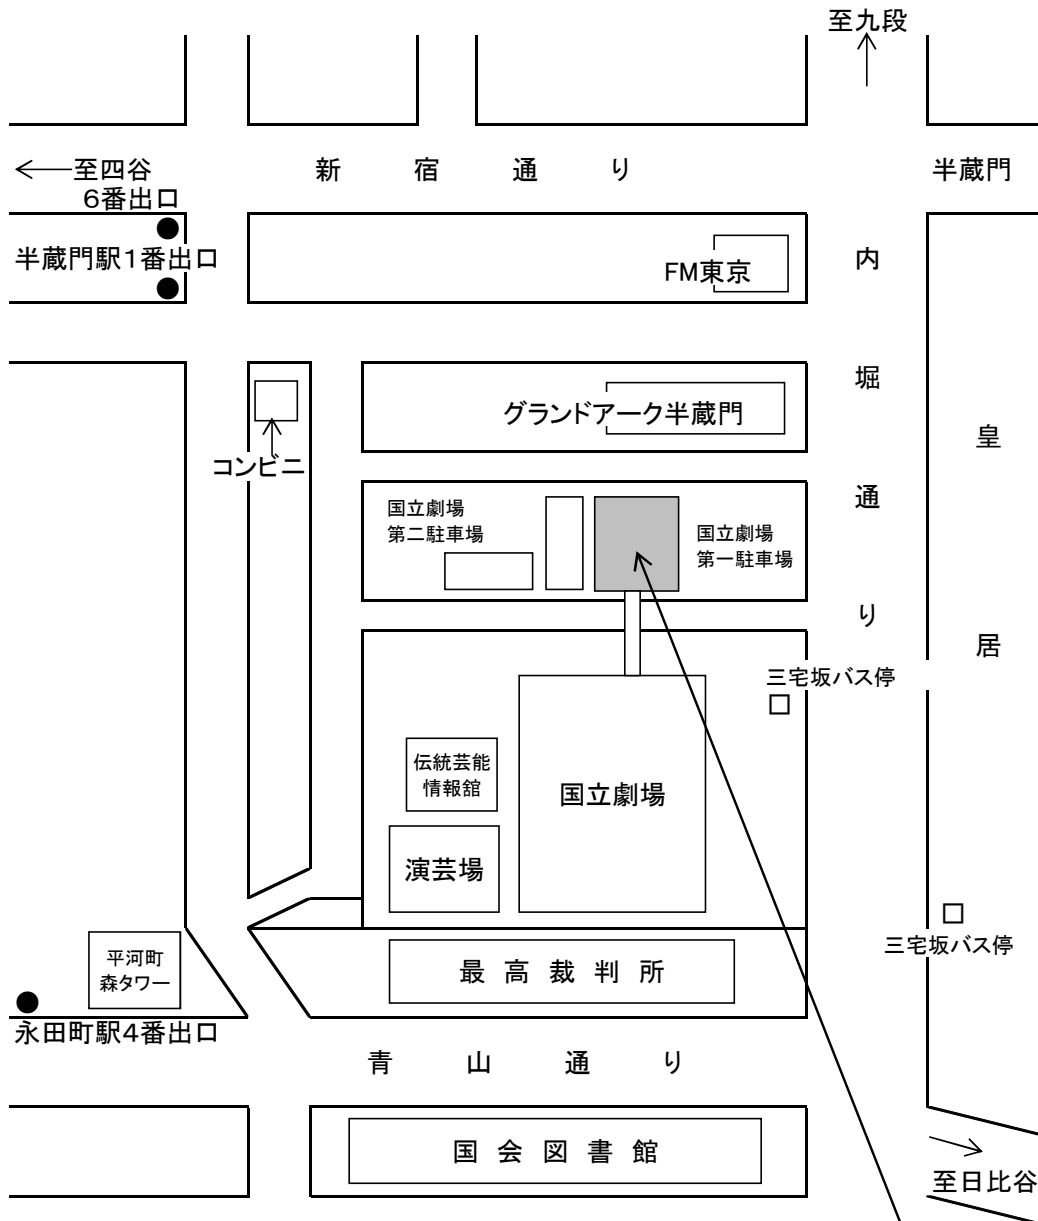 至九段
至四谷
新宿通り
半蔵門
6番出口
半蔵門駅1番出口
FM東京
内堀通り
グランドアーク半蔵門
皇居
コンビニ
国立劇場
第二駐車場
国立劇場
第一駐車場
三宅坂バス停
伝統芸能
情報舘
国立劇場
演芸場
三宅坂バス停
平河町
森タワー
最高裁判所
永田町駅4番出口
青山通り
国会図書館
至日比谷